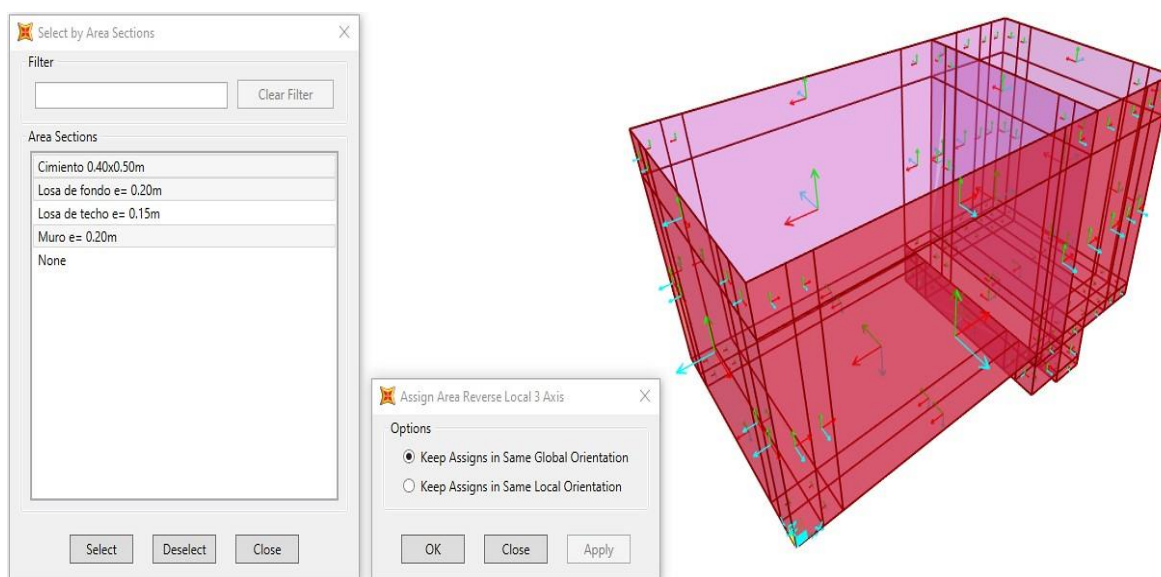 Select by Area Sections
Filter
Clear Filter
Area Sections
Cimiento 0.40x0.50m
Losa de fondo e= 0.20m
Losa de techo e= 0.15m
Muro e= 0.20m
None
Select
Deselect
Close
Assign Area Reverse Local 3 Axis
Options
Keep Assigns in Same Global Orientation
Keep Assigns in Same Local Orientation
OK
Close
Apply